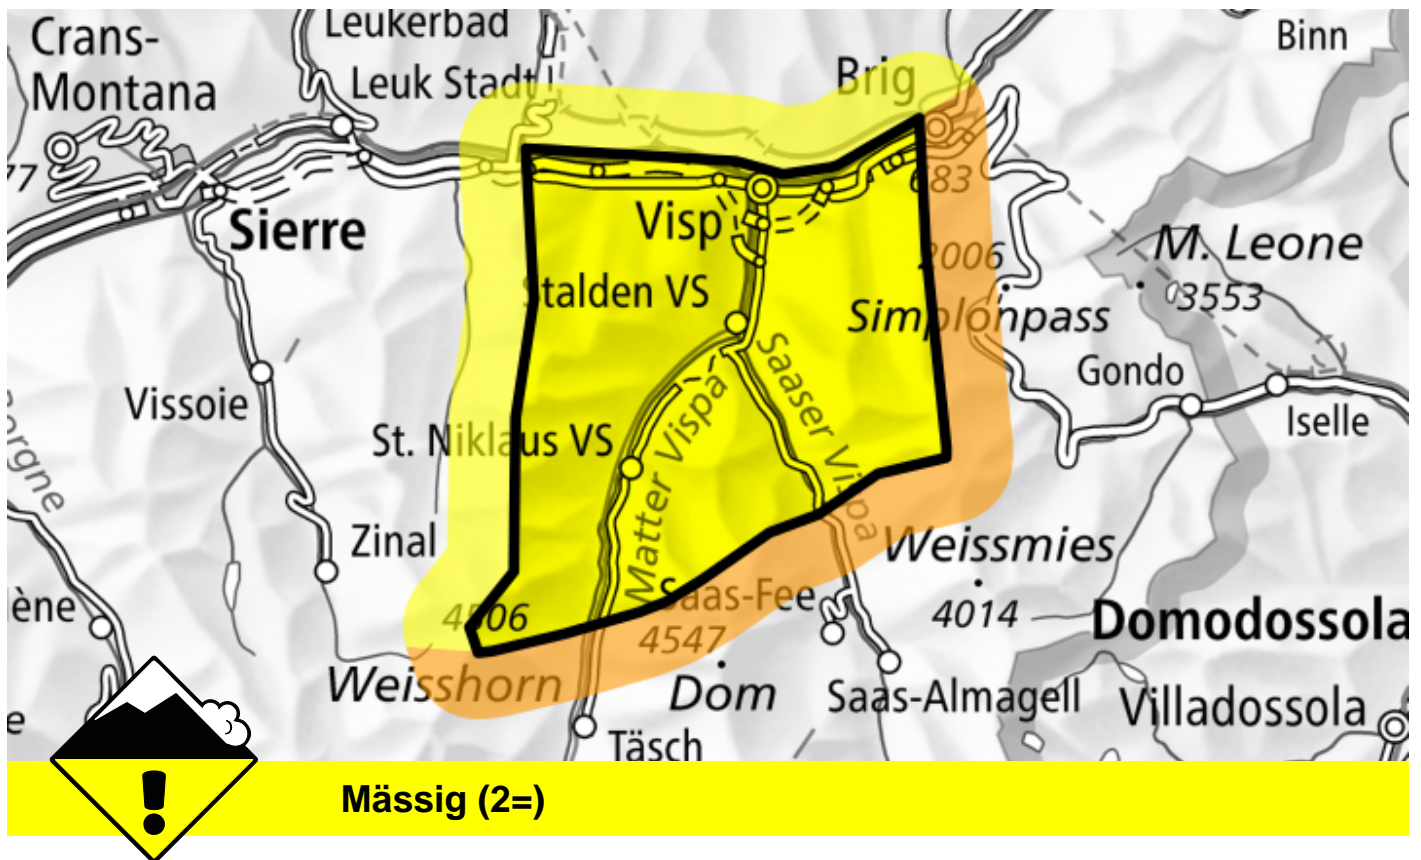 Leukerbad
Crans-
Montana
Leuk Stadt
Brig
Binn
77
683
Sierre
Visp
2006
M. Leone
3553
Stalden VS
Simplonpass
Gondo
Iselle
Vissoie
Saaser Vispa
Matter Vispa
St. Niklaus VS
Zinal
Weissmies
4014
Saas-Fee
4506
Weisshorn
4547
Dom
Domodossola
Saas-Almagell
Villadossola
Täsch
Mässig (2=)